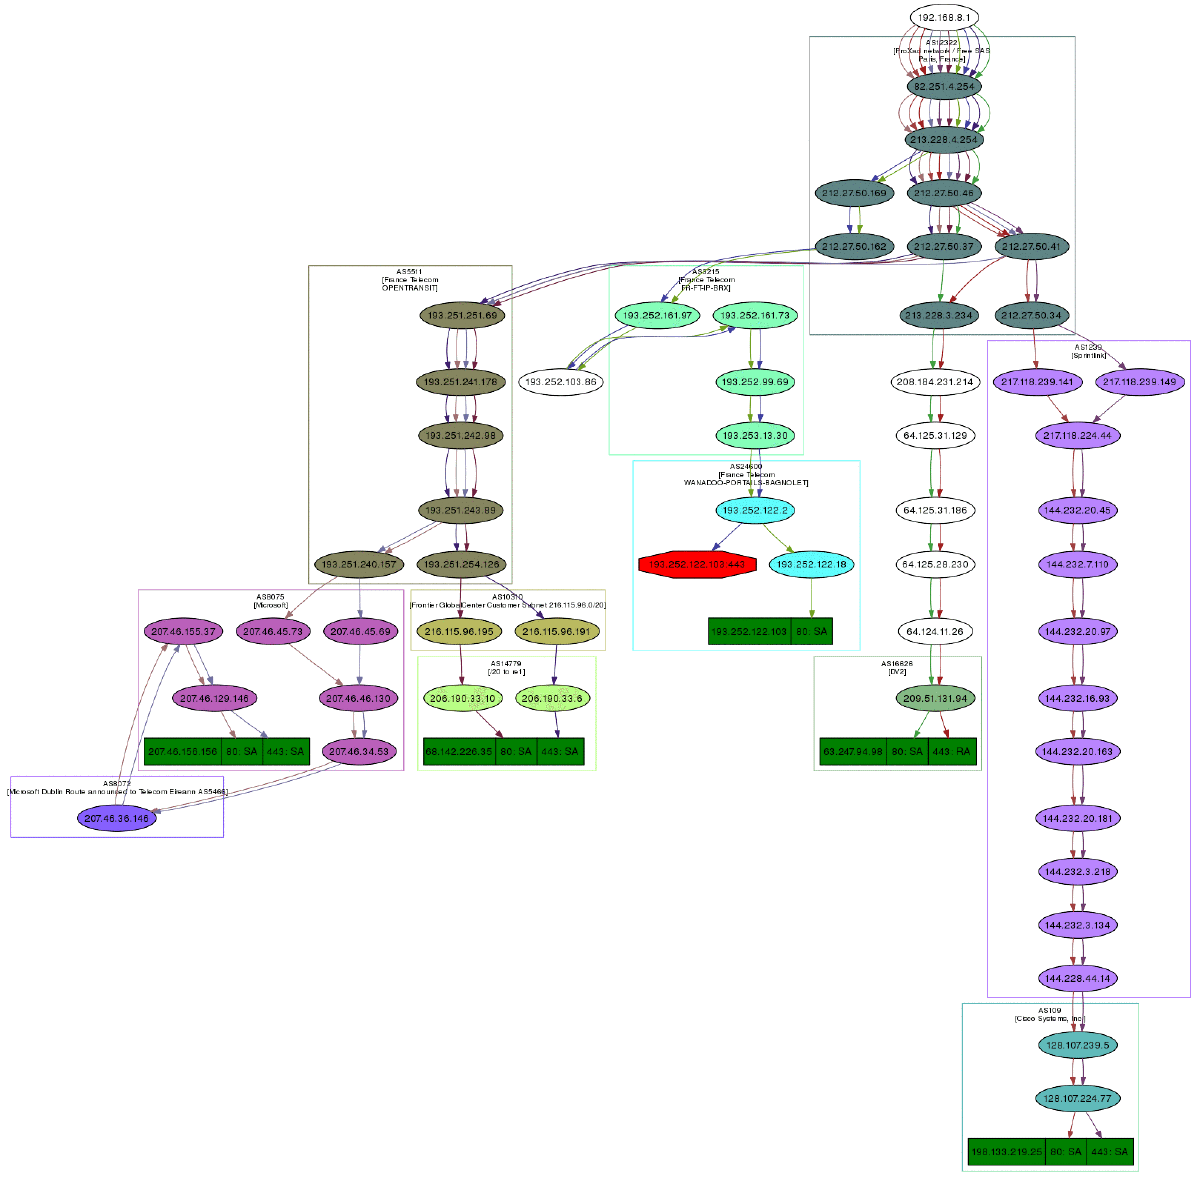 192.168.8.1
AS12322
[ProXad network / Free SAS
Paris, France]
82.251.4.254
213.228.4.254
212.27.50.169
212.27.50.46
212.27.50.162
212.27.50.37
212.27.50.41
AS5511
[France Telecom
OPENTRANSIT]
AS3215
[France Telecom
FR-FT-IP-BRX]
193.251.251.69
193.252.161.97
193.252.161.73
213.228.3.234
212.27.50.34
AS1239
[Sprintlink]
193.251.241.178
193.252.103.86
193.252.99.69
208.184.231.214
217.118.239.141
217.118.239.149
193.251.242.98
193.253.13.30
64.125.31.129
217.118.224.44
AS24600
[France Telecom
WANADOO-PORTAILS-BAGNOLET]
193.251.243.89
193.252.122.2
64.125.31.186
144.232.20.45
193.251.240.157
193.251.254.126
193.252.122.103:443
193.252.122.18
64.125.28.230
144.232.7.110
AS8075
[Microsoft]
AS10310
[Frontier GlobalCenter Customer Subnet 216.115.96.0/20]
207.46.155.37
207.46.45.73
207.46.45.69
216.115.96.195
216.115.96.191
193.252.122.103 80: SA
64.124.11.26
144.232.20.97
AS14779
[/20 to re1]
AS16626
[DV2]
207.46.129.146
207.46.46.130
206.190.33.10
206.190.33.6
209.51.131.94
144.232.16.93
207.46.156.156 80: SA 443: SA
207.46.34.53
68.142.226.35 80: SA 443: SA
63.247.94.98 80: SA 443: RA
144.232.20.163
AS8072
[Microsoft Dublin Route announced to Telecom Eireann AS5466]
207.46.36.146
144.232.20.181
144.232.3.218
144.232.3.134
144.228.44.14
AS109
[Cisco Systems, Inc.]
128.107.239.5
128.107.224.77
198.133.219.25 80: SA 443: SA